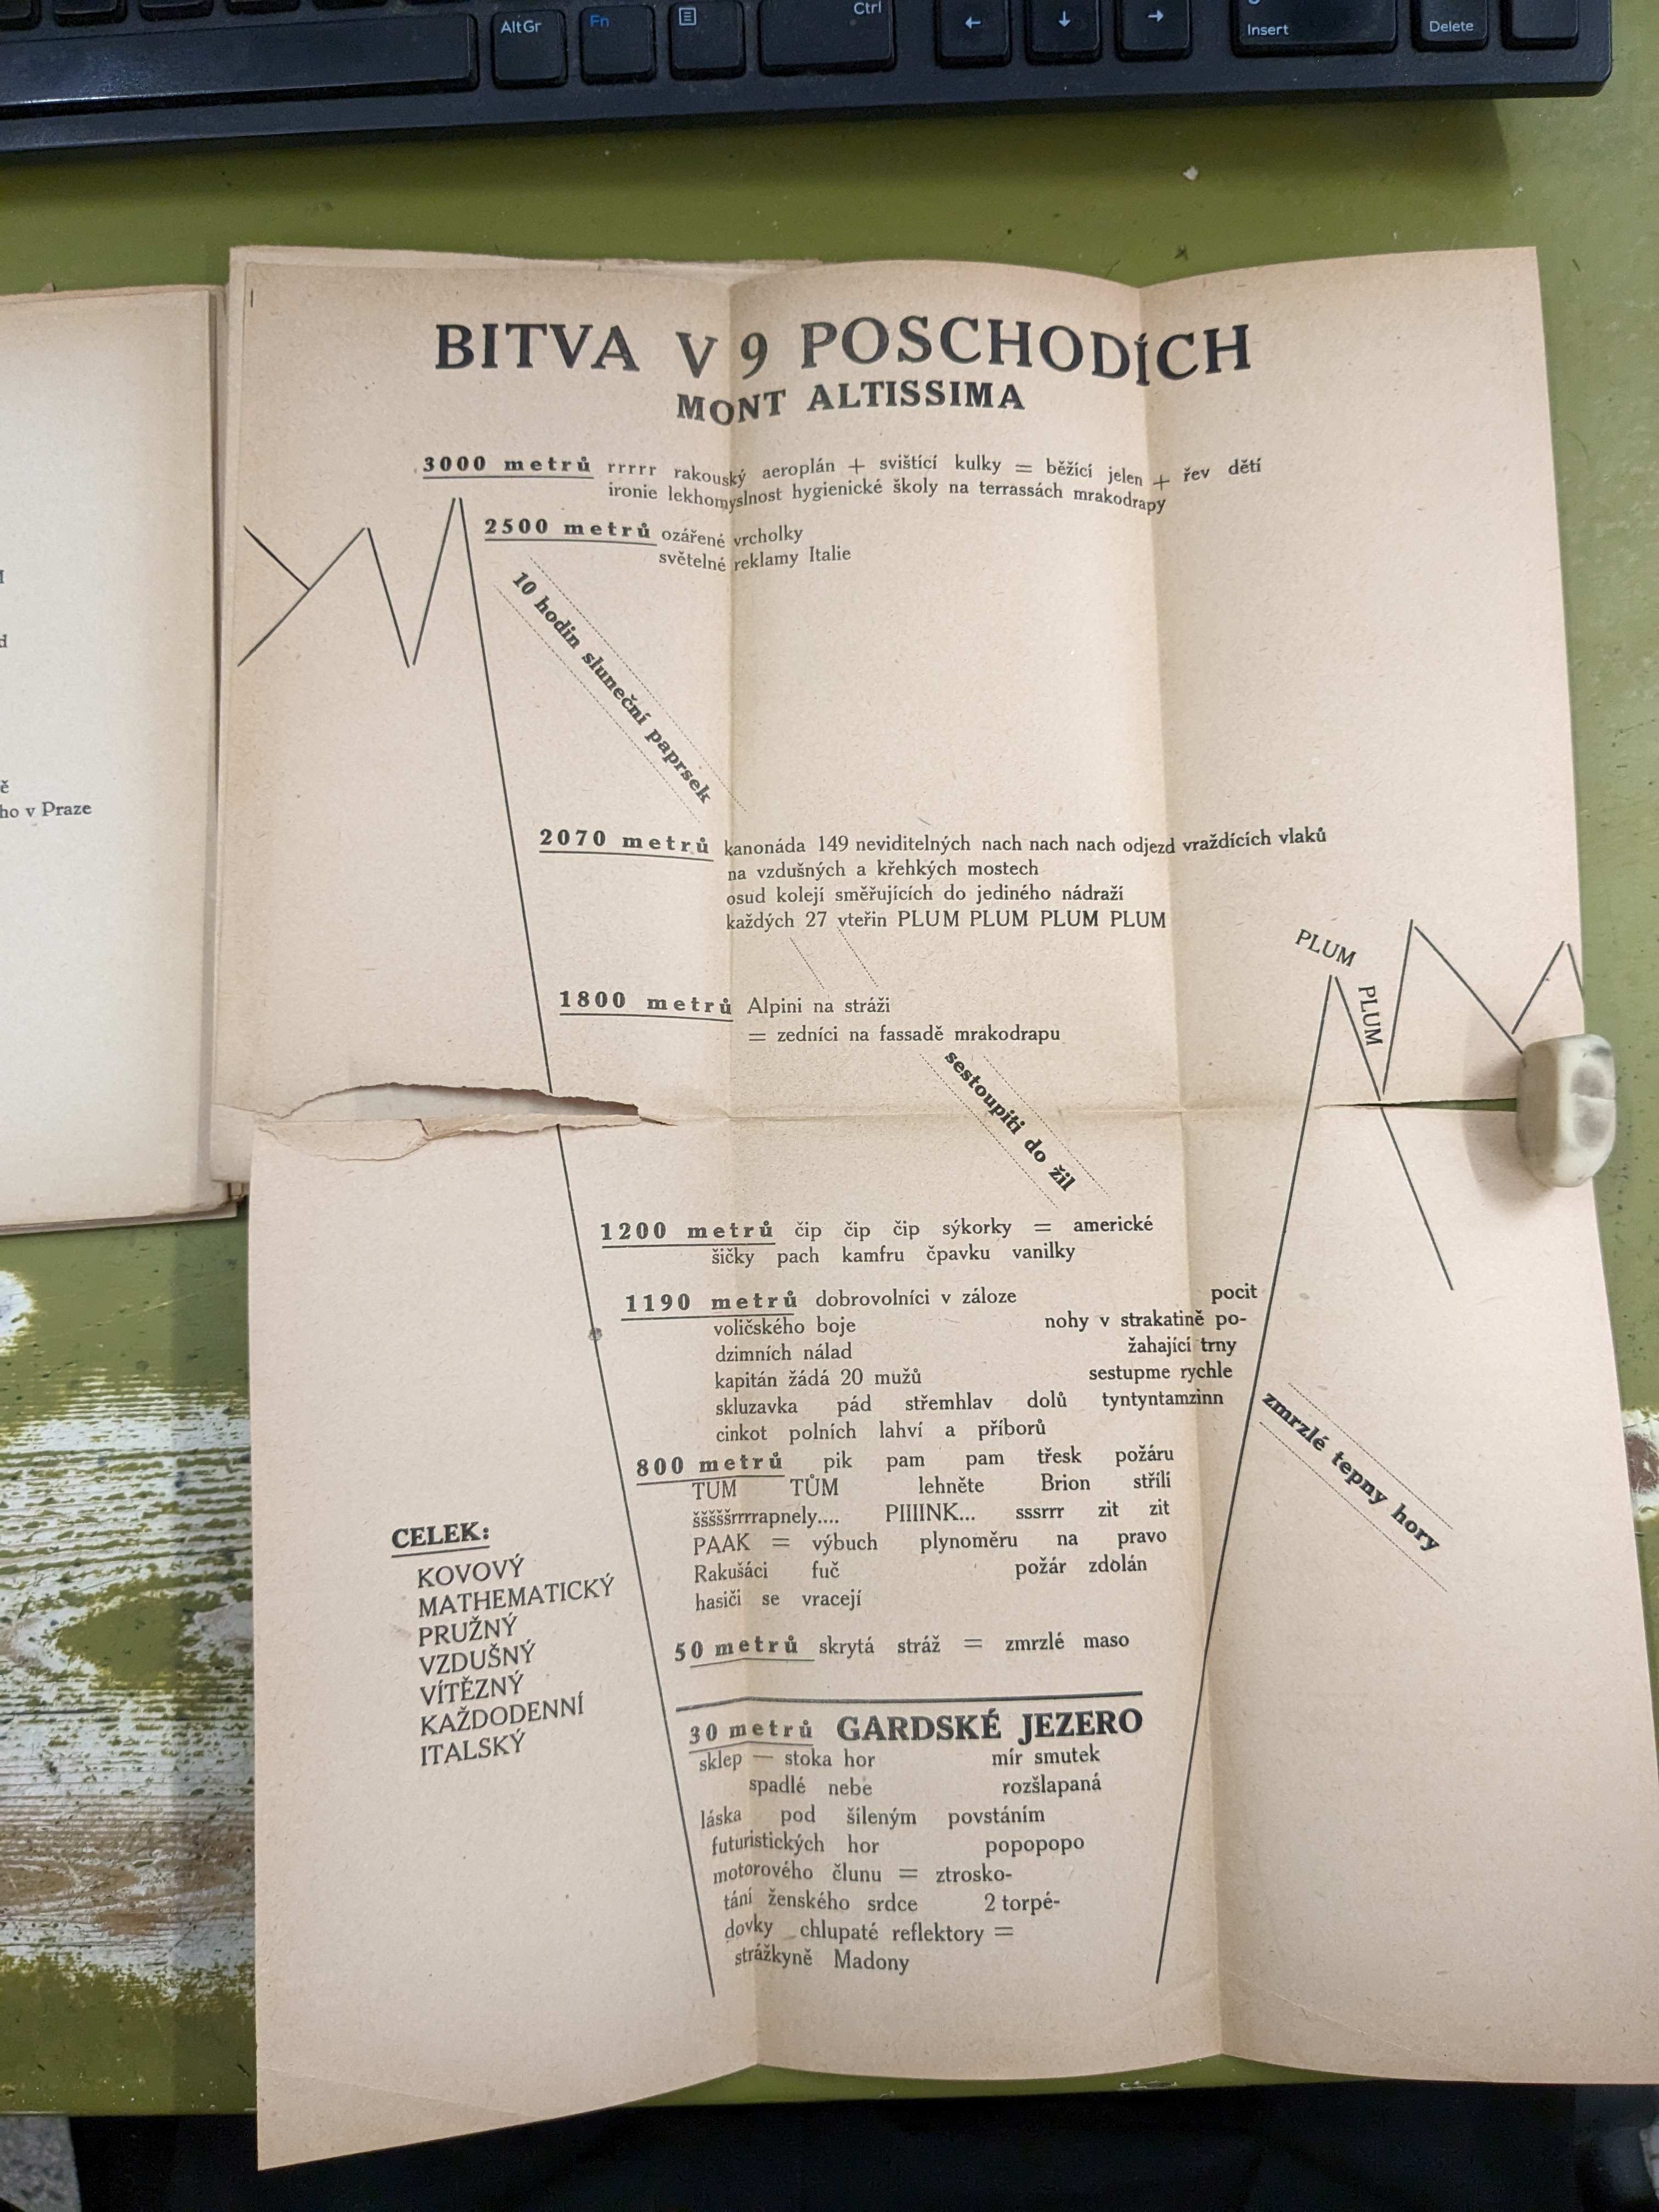 AltGr
Fn
Ctrl
←
↓
→
Insert
Delete
d
ě
ho v Praze
BITVA V 9 POSCHODÍCH
MONT ALTISSIMA
3000 metrů rrrrr rakouský aeroplán + svištící kulky = běžící jelen + řev dětí
ironie lekhomyslnost hygienické školy na terrassách mrakodrapy
2500 metrů ozářené vrcholky
světelné reklamy Italie
10 hodin sluneční paprsek
2070 metrů kanonáda 149 neviditelných nach nach nach odjezd vraždících vlaků
na vzdušných a křehkých mostech
osud kolejí směřujících do jediného nádraží
každých 27 vteřin PLUM PLUM PLUM PLUM
PLUM
PLUM
1800 metrů Alpini na stráži
= zedníci na fassadě mrakodrapu
sestoupiti do žil
1200 metrů čip čip čip sýkorky = americké
šičky pach kamfru čpavku vanilky
1190 metrů dobrovolníci v záloze pocit
voličského boje nohy v strakatině po-
dzimních nálad žahající trny
kapitán žádá 20 mužů sestupme rychle
skluzavka pád střemhlav dolů tyntyntamzinn
cinkot polních lahví a příborů
zmrzlé tepny hory
800 metrů pik pam pam třesk požáru
TUM TŮM lehněte Brion střílí
šššššrrrrapnely.... PIIIINK... sssrrr zit zit
PAAK = výbuch plynoměru na pravo
Rakušáci fuč požár zdolán
hasiči se vracejí
50 metrů skrytá stráž = zmrzlé maso
CELEK:
KOVOVÝ
MATHEMATICKÝ
PRUŽNÝ
VZDUŠNÝ
VÍTĚZNÝ
KAŽDODENNÍ
ITALSKÝ
30 metrů GARDSKÉ JEZERO
sklep — stoka hor mír smutek
spadlé nebe rozšlapaná
láska pod šíleným povstáním
futuristických hor popopopo
motorového člunu = ztrosko-
tání ženského srdce 2 torpé-
dovky chlupaté reflektory =
strážkyně Madony